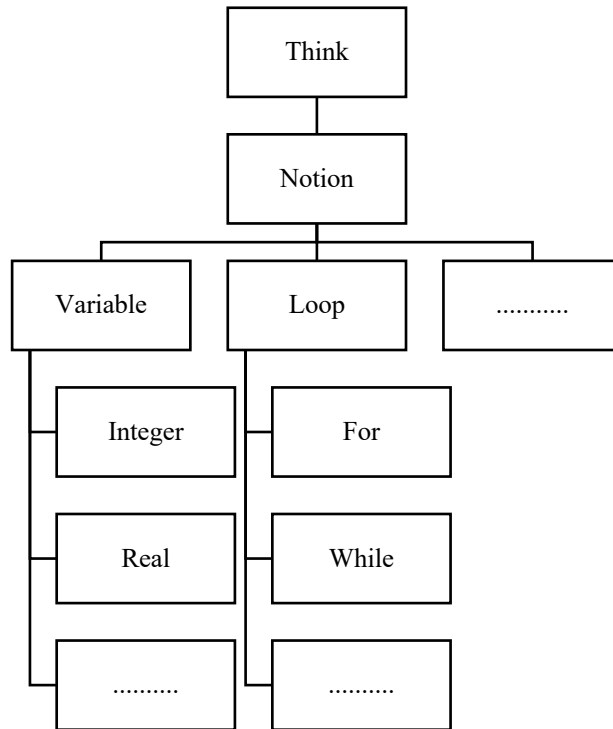 Think
Notion
Variable
Loop
...........
Integer
For
Real
While
..........
..........